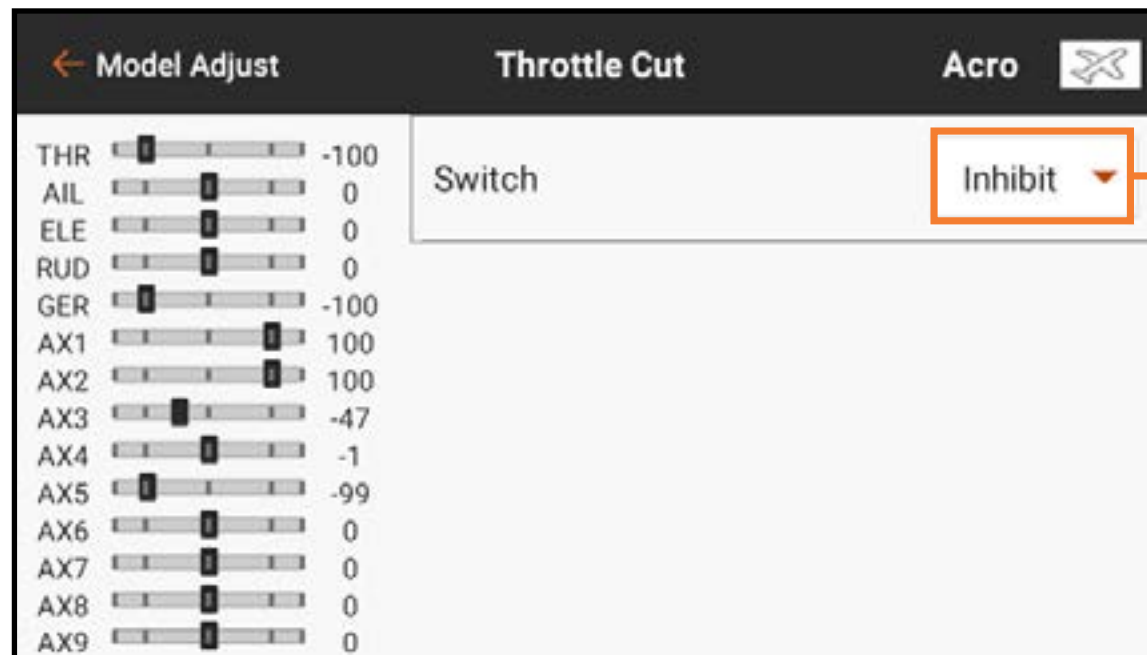 Model Adjust Throttle Cut Acro
THR -100
AIL 0
ELE 0
RUD 0
GER -100
AX1 100
AX2 100
AX3 -47
AX4 -1
AX5 -99
AX6 0
AX7 0
AX8 0
AX9 0
Switch Inhibit